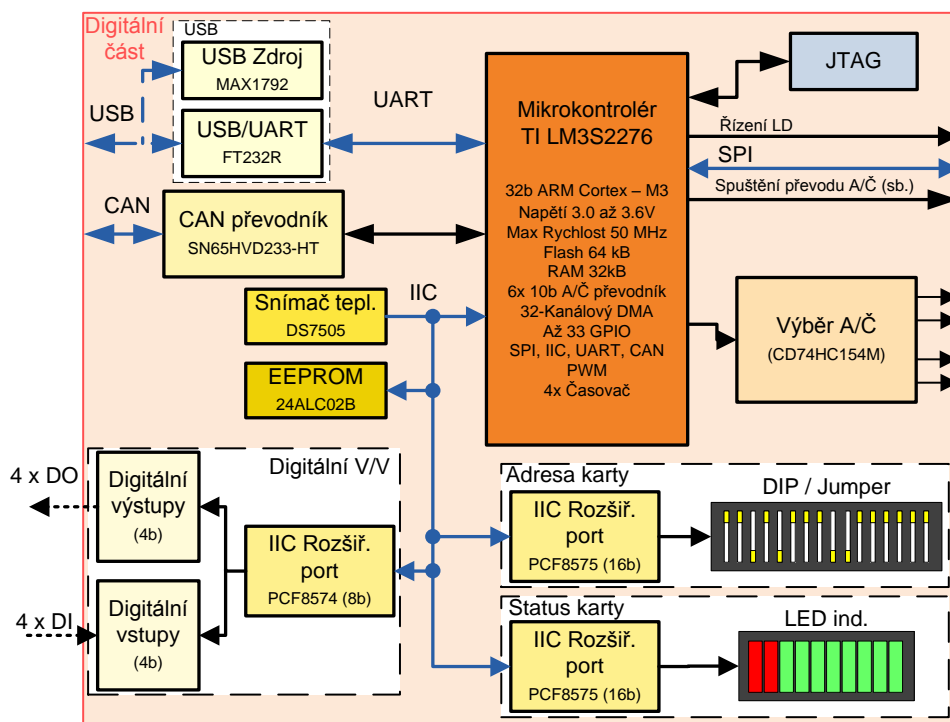 Digitální
část
USB
USB Zdroj
MAX1792
USB/UART
FT232R
USB
UART
CAN
CAN převodník
SN65HVD233-HT
Mikrokontrolér
TI LM3S2276
32b ARM Cortex – M3
Napětí 3.0 až 3.6V
Max Rychlost 50 MHz
Flash 64 kB
RAM 32kB
6x 10b A/Č převodník
32-Kanálový DMA
Až 33 GPIO
SPI, IIC, UART, CAN
PWM
4x Časovač
JTAG
Řízení LD
SPI
Spuštění převodu A/Č (sb.)
Výběr A/Č
(CD74HC154M)
Snímač tepl.
DS7505
IIC
EEPROM
24ALC02B
Digitální V/V
4 x DO
Digitální
výstupy
(4b)
IIC Rozšiř.
port
PCF8574 (8b)
4 x DI
Digitální
vstupy
(4b)
Adresa karty
IIC Rozšiř.
port
PCF8575 (16b)
DIP / Jumper
Status karty
IIC Rozšiř.
port
PCF8575 (16b)
LED ind.